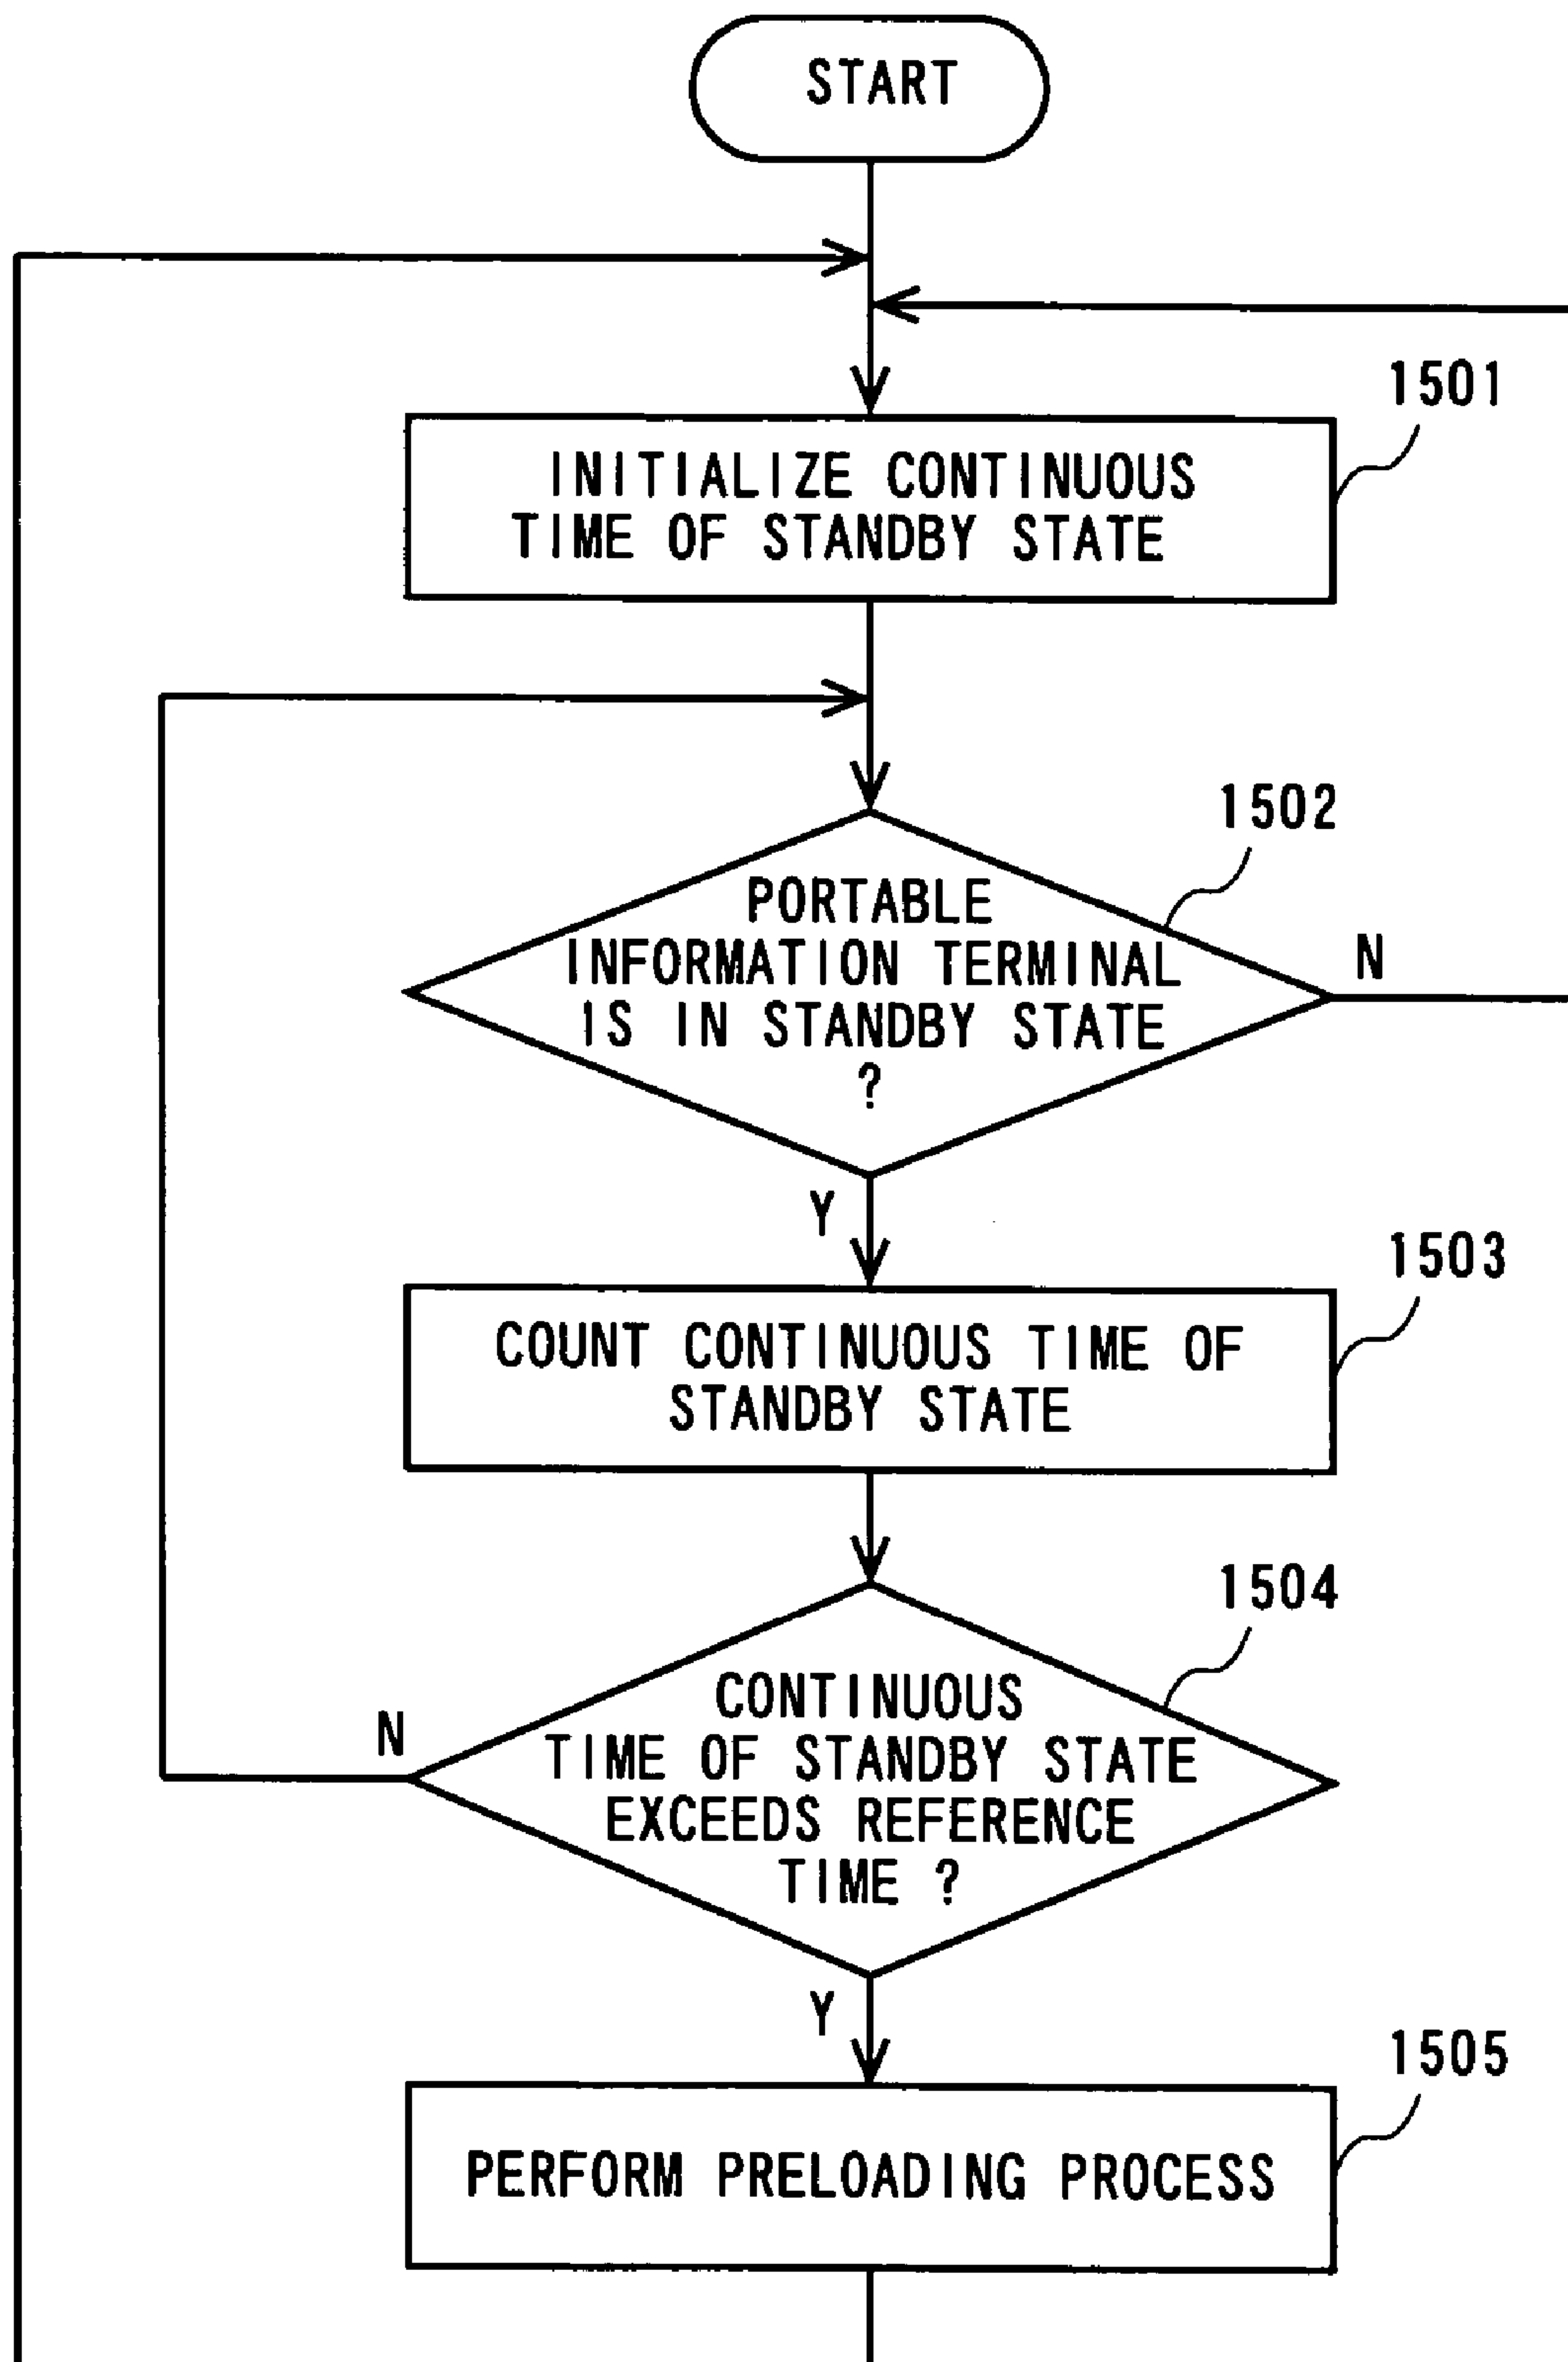 START
1501
INITIALIZE CONTINUOUS
TIME OF STANDBY STATE
1502
PORTABLE
INFORMATION TERMINAL
IS IN STANDBY STATE
?
N
Y
1503
COUNT CONTINUOUS TIME OF
STANDBY STATE
1504
CONTINUOUS
TIME OF STANDBY STATE
EXCEEDS REFERENCE
TIME ?
N
Y
1505
PERFORM PRELOADING PROCESS